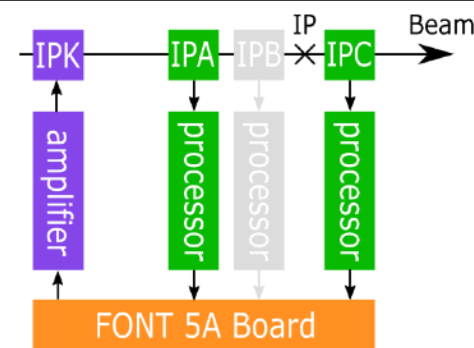 IP
Beam
IPK
IPA
IPB
IPC
amplifier
processor
processor
processor
FONT 5A Board